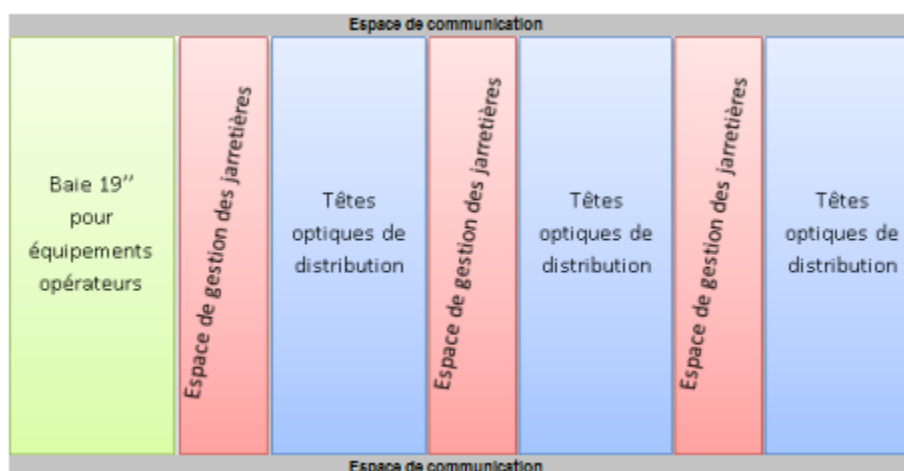 Espace de communication
Baie 19’’
pour
équipements
opérateurs
Espace de gestion des jarretières
Têtes
optiques de
distribution
Espace de gestion des jarretières
Têtes
optiques de
distribution
Espace de gestion des jarretières
Têtes
optiques de
distribution
Espace de communication